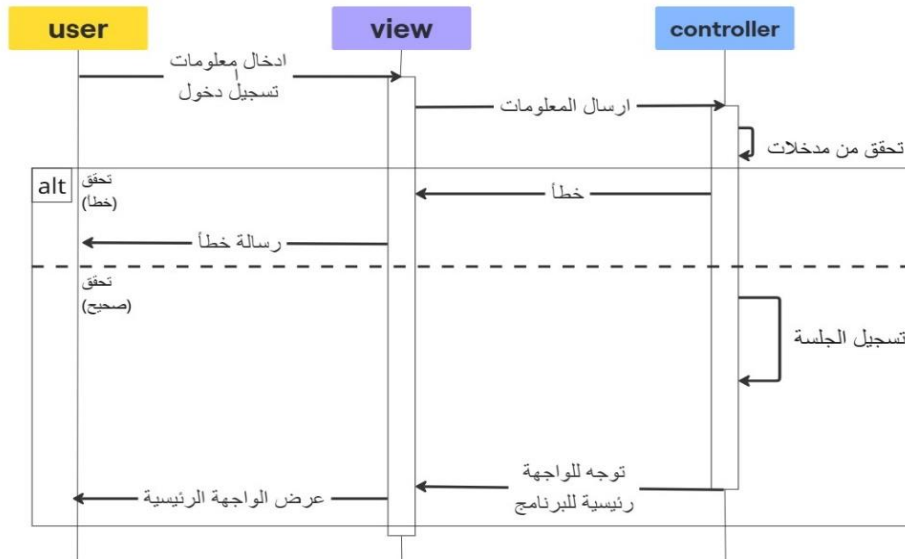 user
view
controller
ادخال معلومات
تسجيل دخول
ارسال المعلومات
تحقق من مدخلات
alt
تحقق
(خطأ)
خطأ
رسالة خطأ
تحقق
(صحيح)
تسجيل الجلسة
توجه للواجهة
رئيسية للبرنامج
عرض الواجهة الرئيسية